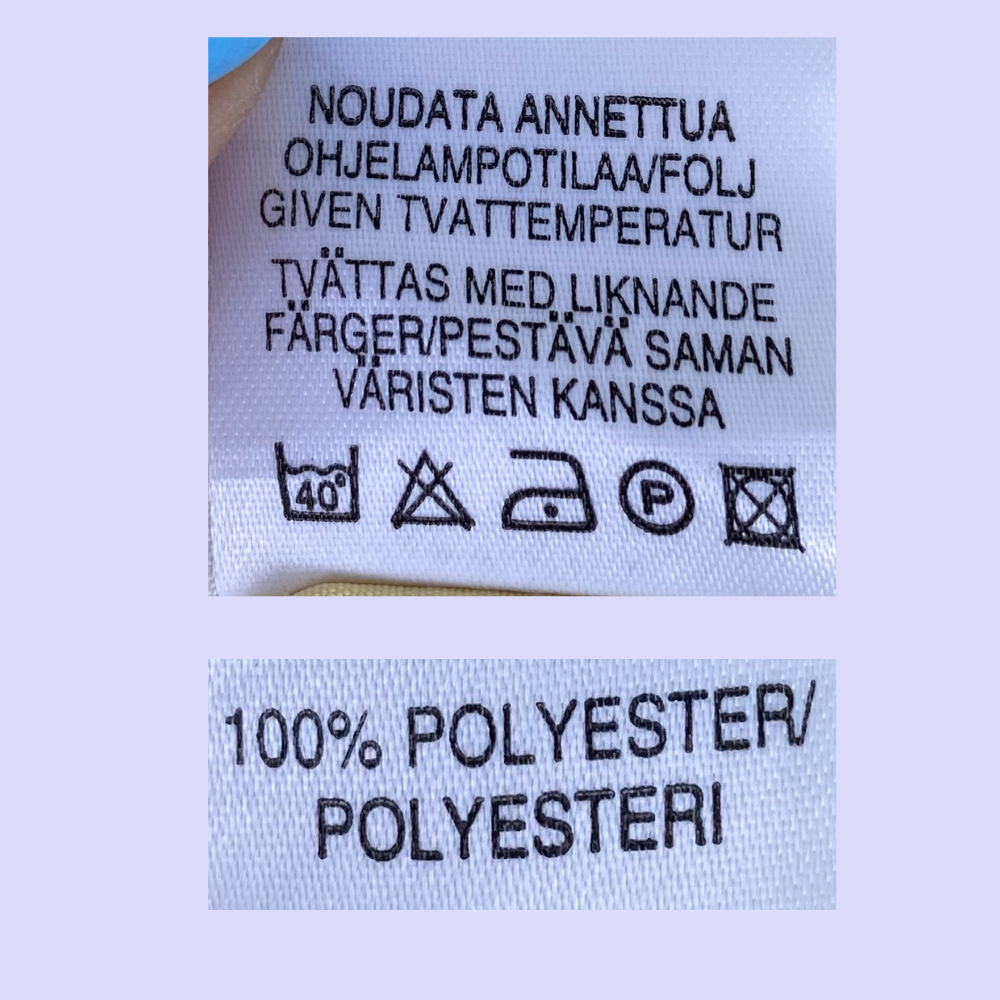 NOUDATA ANNETTUA
OHJELAMPOTILAA/FOLJ
GIVEN TVATTEMPERATUR
TVÄTTAS MED LIKNANDE
FÄRGER/PESTÄVÄ SAMAN
VÄRISTEN KANSSA
40°
P
100% POLYESTER/
POLYESTERI